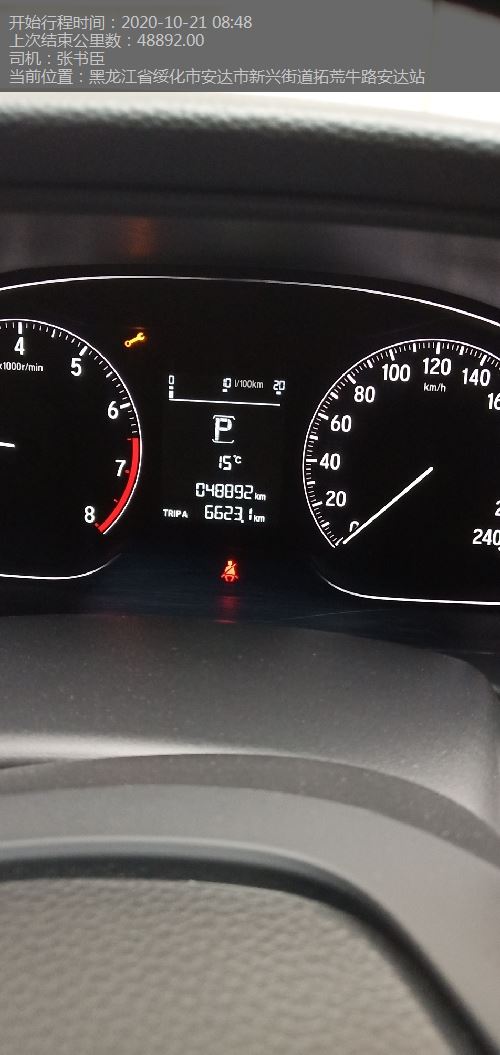 开始行程时间：2020-10-21 08:48
上次结束公里数：48892.00
司机：张书臣
当前位置：黑龙江省绥化市安达市新兴街道拓荒牛路安达站
4
x1000r/min
5
6
7
8
0 10 l/100km 20
P
15℃
048892 km
TRIP A 6623.1 km
0
20
40
60
80
100
120
km/h
140
240